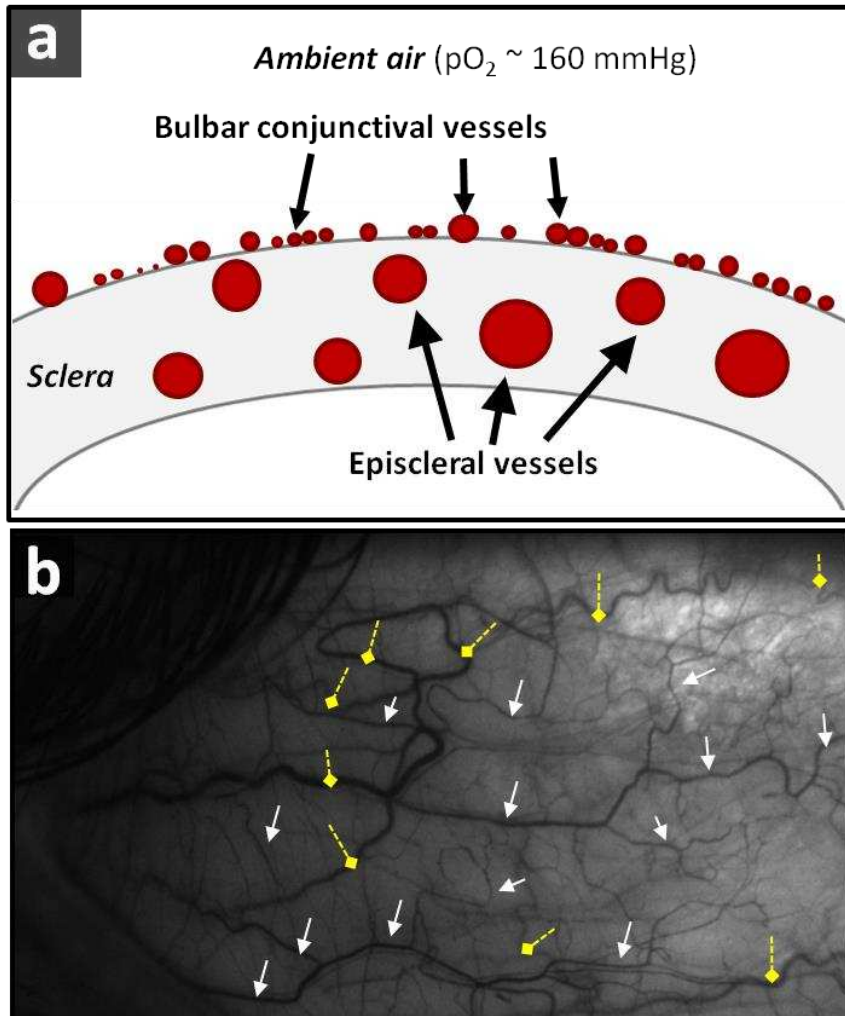 a
Ambient air (pO₂ ~ 160 mmHg)
Bulbar conjunctival vessels
Sclera
Episcleral vessels
b